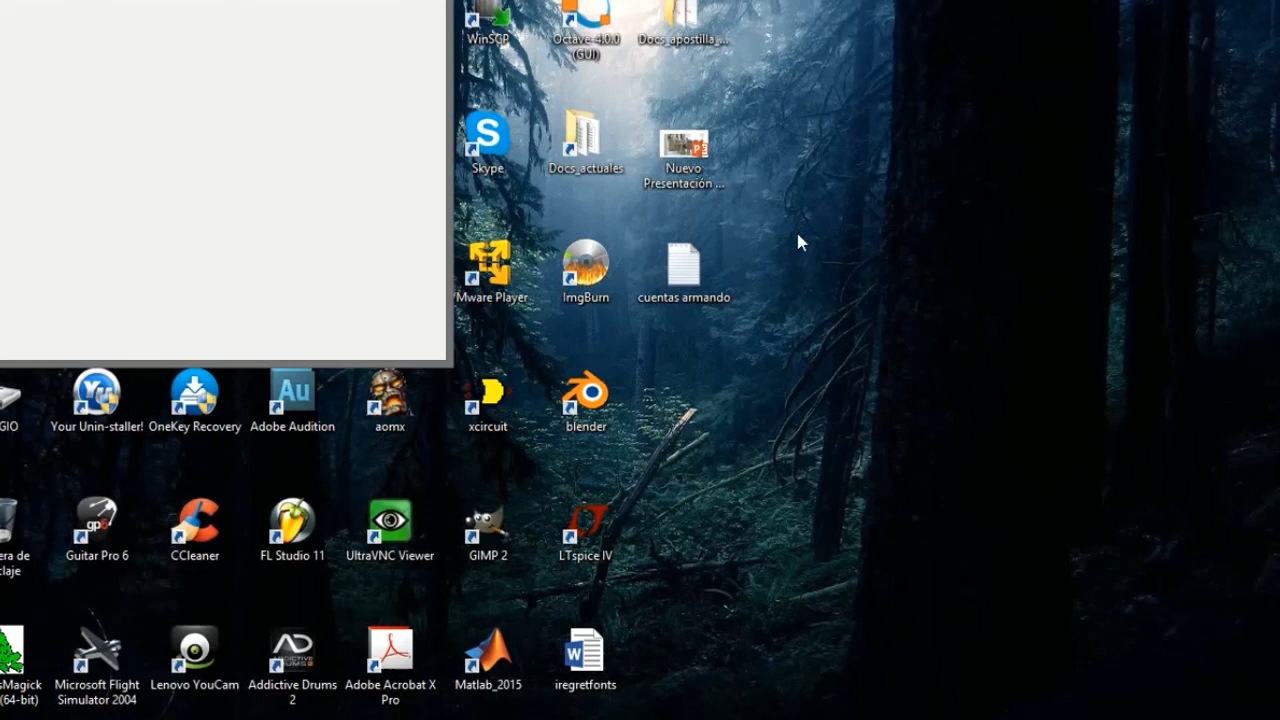 WinSCP
Octave-4.0.0
(GUI)
Docs_apostilla_...
Skype
Docs_actuales
Nuevo
Presentación ...
VMware Player
ImgBurn
cuentas armando
GIO
Your Unin-staller!
OneKey Recovery
Adobe Audition
aomx
xcircuit
blender
era de
claje
Guitar Pro 6
CCleaner
FL Studio 11
UltraVNC Viewer
GIMP 2
LTspice IV
sMagick
(64-bit)
Microsoft Flight
Simulator 2004
Lenovo YouCam
Addictive Drums
2
Adobe Acrobat X
Pro
Matlab_2015
iregretfonts